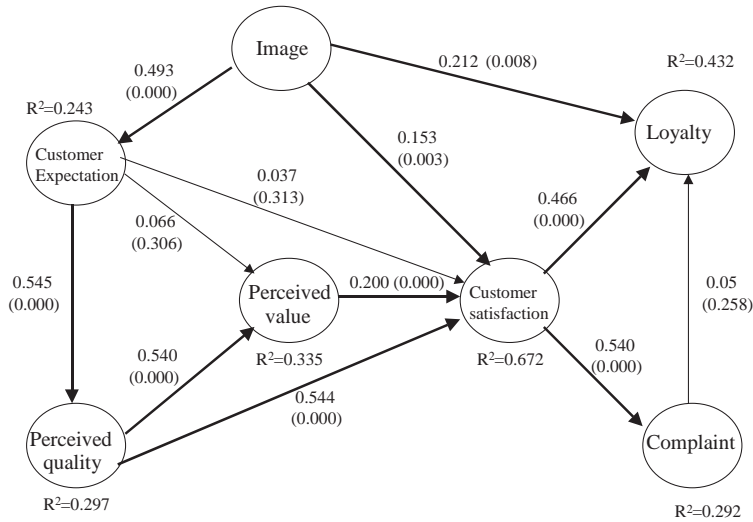 Image
0.493
(0.000)
0.212 (0.008)
R²=0.432
R²=0.243
Loyalty
Customer
Expectation
0.153
(0.003)
0.037
(0.313)
0.466
(0.000)
0.066
(0.306)
0.545
(0.000)
Perceived
value
0.200 (0.000)
Customer
satisfaction
0.05
(0.258)
0.540
(0.000)
R²=0.335
R²=0.672
0.540
(0.000)
0.544
(0.000)
Perceived
quality
Complaint
R²=0.297
R²=0.292